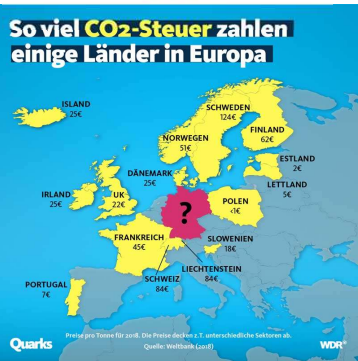 So viel CO2-Steuer zahlen
einige Länder in Europa
ISLAND
25€
SCHWEDEN
124€
NORWEGEN
51€
FINLAND
62€
ESTLAND
2€
LETTLAND
5€
DÄNEMARK
25€
IRLAND
25€
UK
22€
POLEN
<1€
?
FRANKREICH
45€
SLOWENIEN
18€
LIECHTENSTEIN
84€
SCHWEIZ
84€
PORTUGAL
7€
Preise pro Tonne für 2018. Die Preise decken z.T. unterschiedliche Sektoren ab.
Quelle: Weltbank (2018)
Quarks
WDR